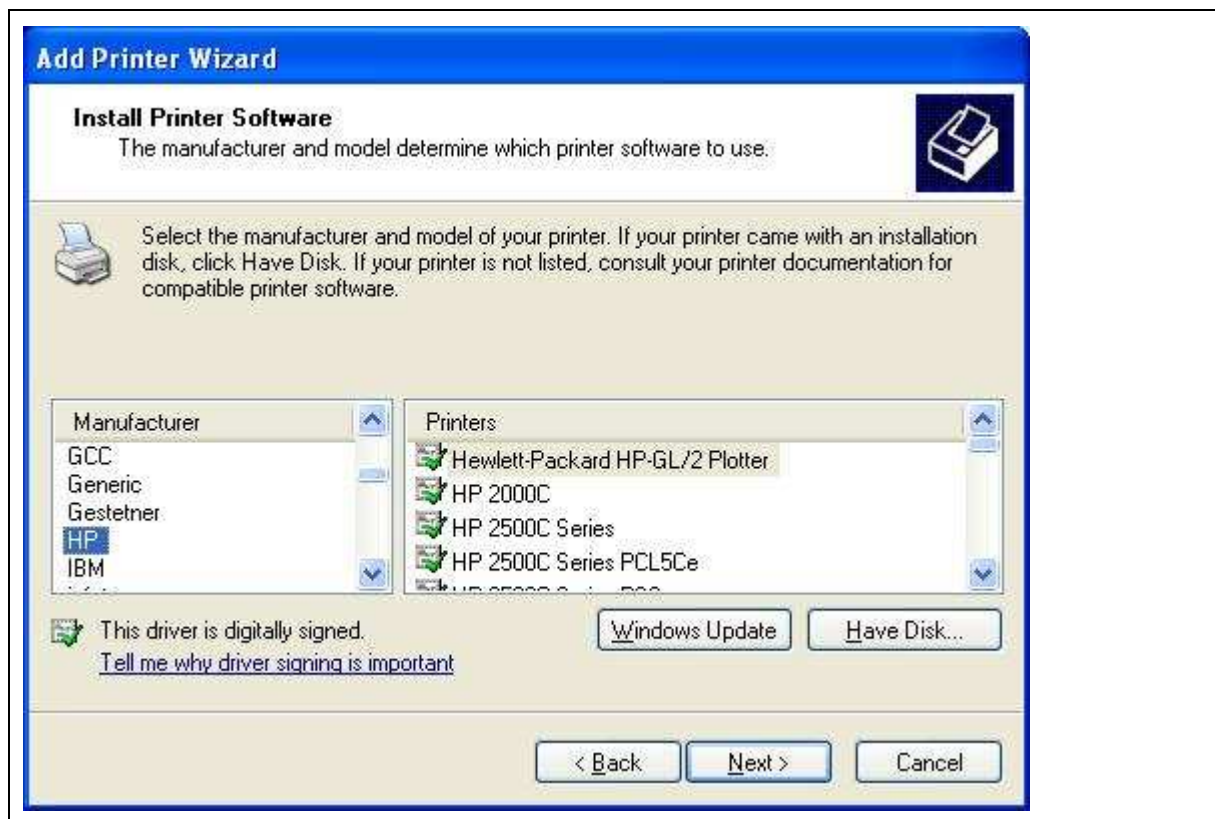 Add Printer Wizard
Install Printer Software
The manufacturer and model determine which printer software to use.
Select the manufacturer and model of your printer. If your printer came with an installation
disk, click Have Disk. If your printer is not listed, consult your printer documentation for
compatible printer software.
Manufacturer
GCC
Generic
Gestetner
HP
IBM
Printers
Hewlett-Packard HP-GL/2 Plotter
HP 2000C
HP 2500C Series
HP 2500C Series PCL5Ce
This driver is digitally signed.
Tell me why driver signing is important
Windows Update
Have Disk...
< Back
Next >
Cancel